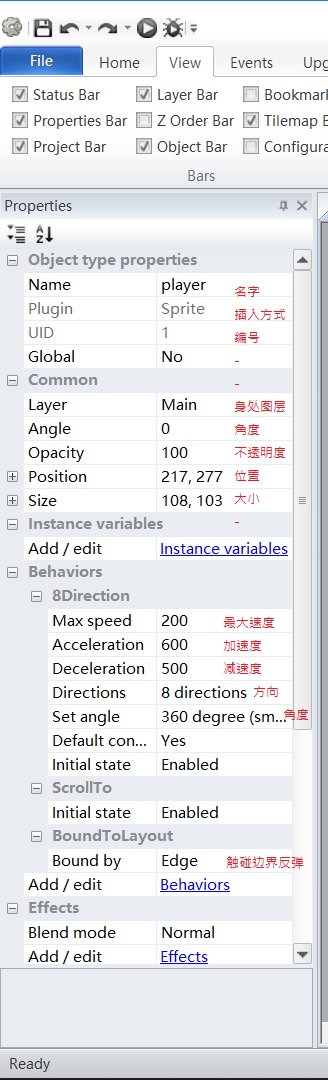 File Home View Events Upg
Status Bar Layer Bar Bookmark
Properties Bar Z Order Bar Tilemap B
Project Bar Object Bar Configura
Bars
Properties
Object type properties
Name player 名字
Plugin Sprite 插入方式
UID 1 编号
Global No -
Common -
Layer Main 身处图层
Angle 0 角度
Opacity 100 不透明度
Position 217, 277 位置
Size 108, 103 大小
Instance variables -
Add / edit Instance variables
Behaviors
8Direction
Max speed 200 最大速度
Acceleration 600 加速度
Deceleration 500 减速度
Directions 8 directions 方向
Set angle 360 degree (sm... 角度
Default con... Yes
Initial state Enabled
ScrollTo
Initial state Enabled
BoundToLayout
Bound by Edge 触碰边界反弹
Add / edit Behaviors
Effects
Blend mode Normal
Add / edit Effects
Ready